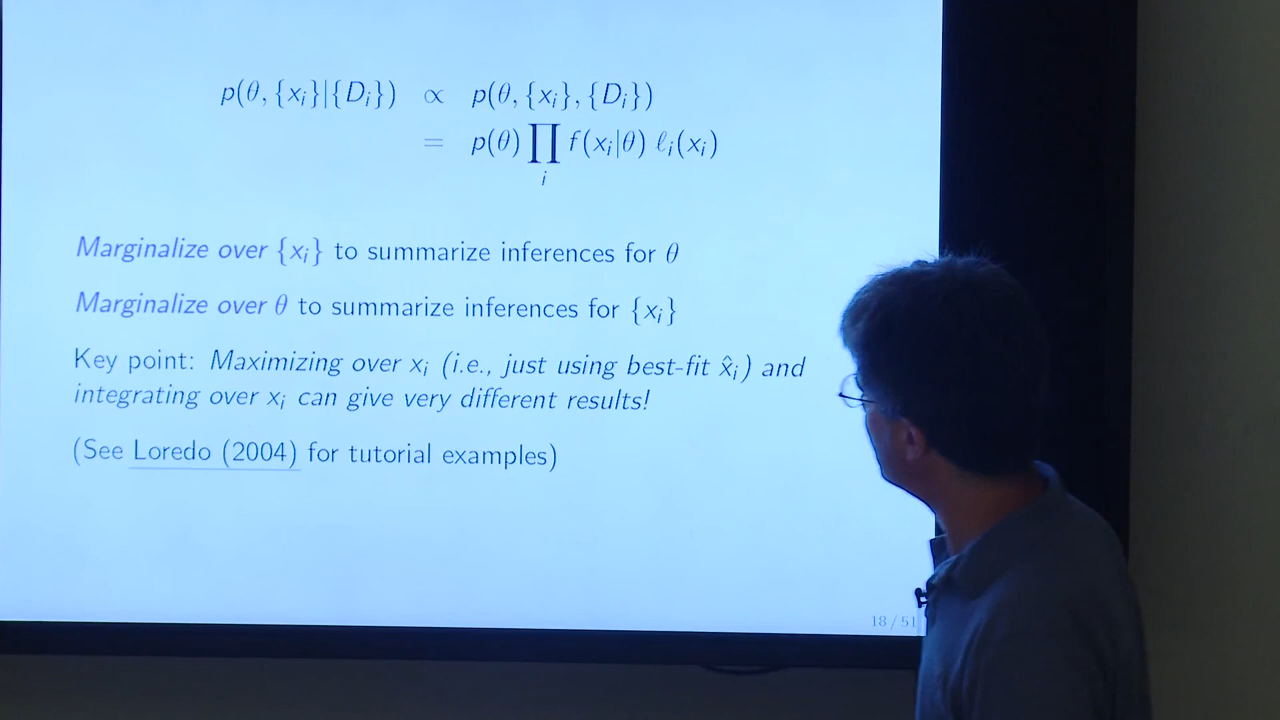 p(θ, {xᵢ}|{Dᵢ}) ∝ p(θ, {xᵢ}, {Dᵢ})
= p(θ) ∏ᵢ f(xᵢ|θ) ℓᵢ(xᵢ)
Marginalize over {xᵢ} to summarize inferences for θ
Marginalize over θ to summarize inferences for {xᵢ}
Key point: Maximizing over xᵢ (i.e., just using best-fit x̂ᵢ) and
integrating over xᵢ can give very different results!
(See Loredo (2004) for tutorial examples)
18 / 51